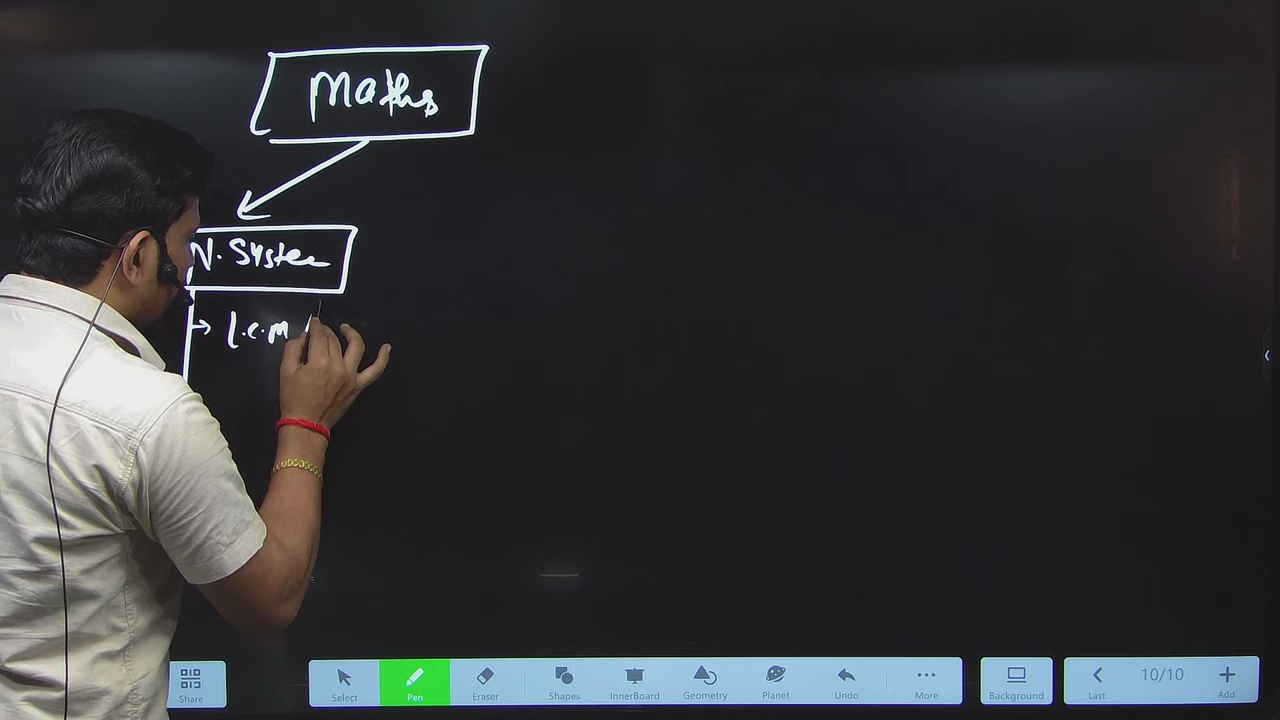 Maths
N. System
→ L.C.M
Share
Select
Pen
Eraser
Shapes
InnerBoard
Geometry
Planet
Undo
More
Background
Last
10/10
Add